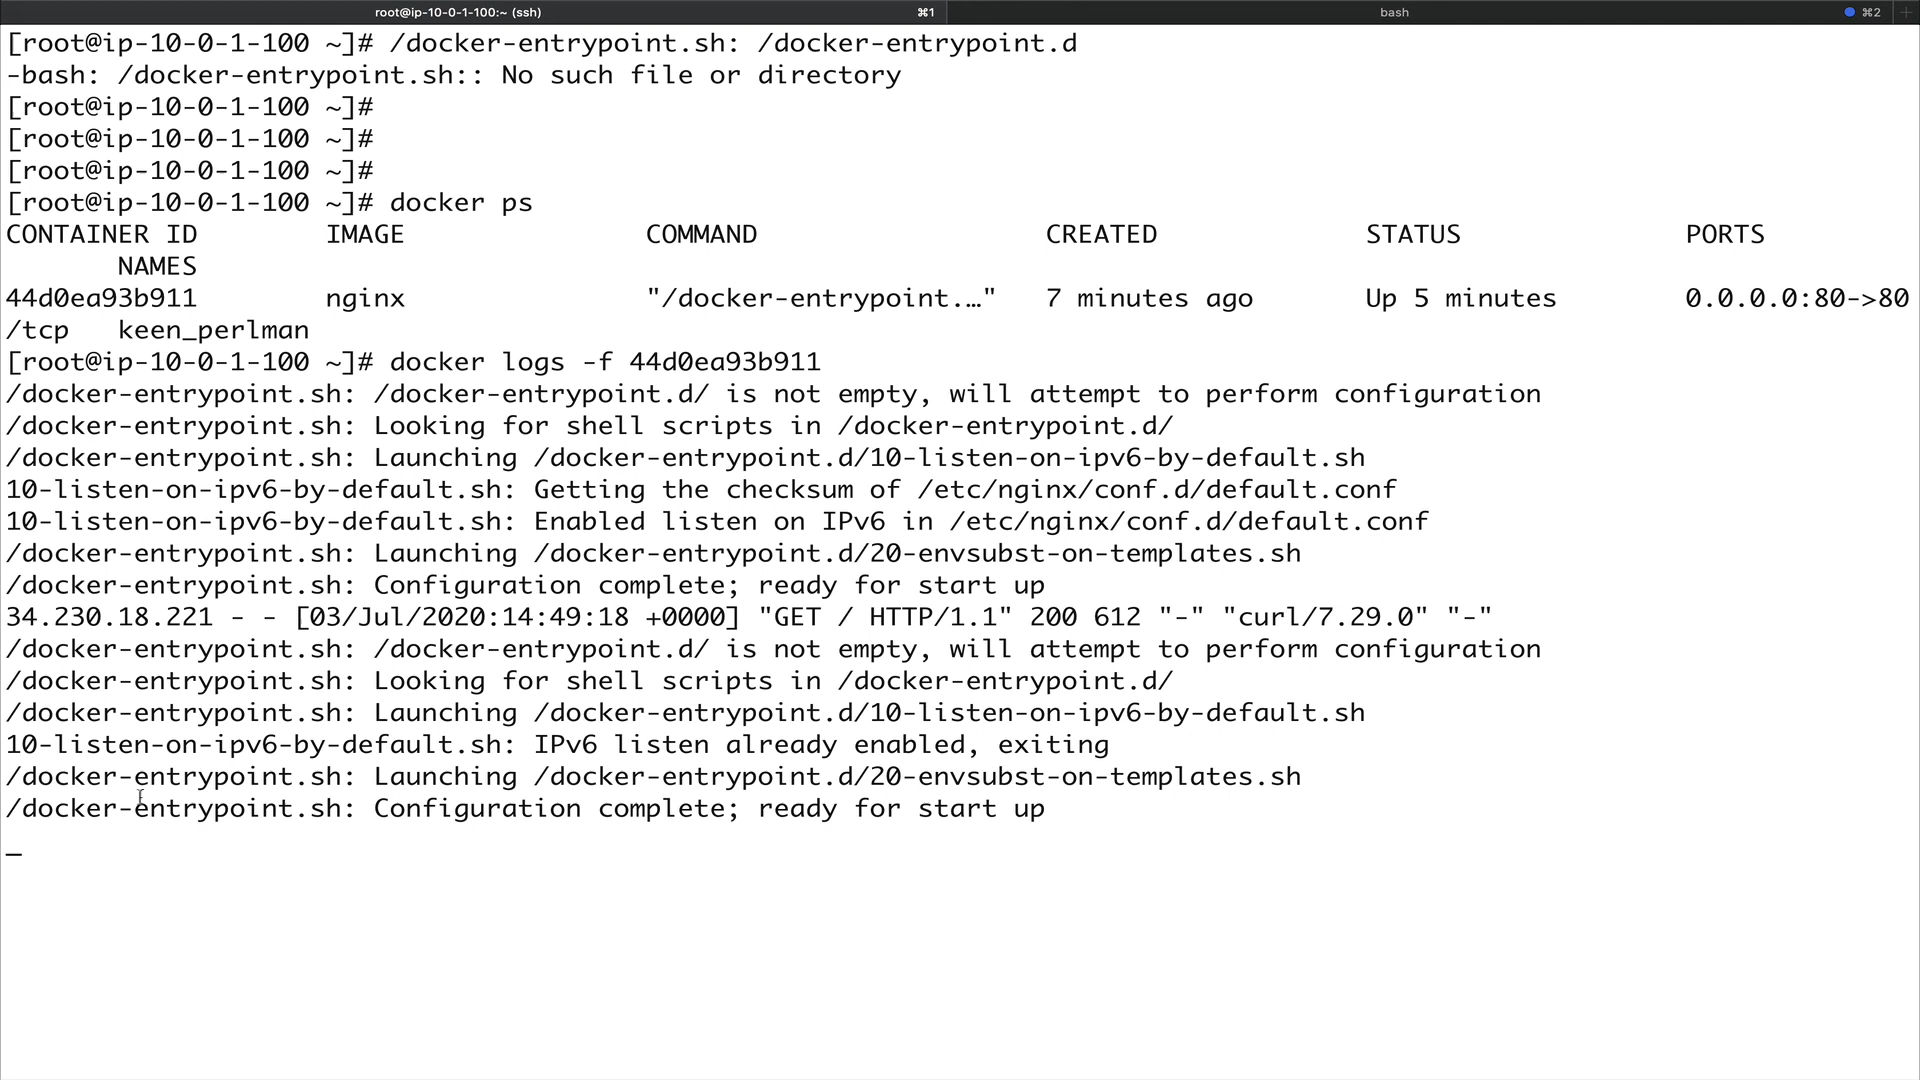 root@ip-10-0-1-100:~ (ssh) ⌘1 bash ⌘2 +
[root@ip-10-0-1-100 ~]# /docker-entrypoint.sh: /docker-entrypoint.d
-bash: /docker-entrypoint.sh:: No such file or directory
[root@ip-10-0-1-100 ~]#
[root@ip-10-0-1-100 ~]#
[root@ip-10-0-1-100 ~]#
[root@ip-10-0-1-100 ~]# docker ps
CONTAINER ID        IMAGE               COMMAND                  CREATED             STATUS              PORTS
       NAMES
44d0ea93b911        nginx               "/docker-entrypoint.…"   7 minutes ago       Up 5 minutes        0.0.0.0:80->80
/tcp   keen_perlman
[root@ip-10-0-1-100 ~]# docker logs -f 44d0ea93b911
/docker-entrypoint.sh: /docker-entrypoint.d/ is not empty, will attempt to perform configuration
/docker-entrypoint.sh: Looking for shell scripts in /docker-entrypoint.d/
/docker-entrypoint.sh: Launching /docker-entrypoint.d/10-listen-on-ipv6-by-default.sh
10-listen-on-ipv6-by-default.sh: Getting the checksum of /etc/nginx/conf.d/default.conf
10-listen-on-ipv6-by-default.sh: Enabled listen on IPv6 in /etc/nginx/conf.d/default.conf
/docker-entrypoint.sh: Launching /docker-entrypoint.d/20-envsubst-on-templates.sh
/docker-entrypoint.sh: Configuration complete; ready for start up
34.230.18.221 - - [03/Jul/2020:14:49:18 +0000] "GET / HTTP/1.1" 200 612 "-" "curl/7.29.0" "-"
/docker-entrypoint.sh: /docker-entrypoint.d/ is not empty, will attempt to perform configuration
/docker-entrypoint.sh: Looking for shell scripts in /docker-entrypoint.d/
/docker-entrypoint.sh: Launching /docker-entrypoint.d/10-listen-on-ipv6-by-default.sh
10-listen-on-ipv6-by-default.sh: IPv6 listen already enabled, exiting
/docker-entrypoint.sh: Launching /docker-entrypoint.d/20-envsubst-on-templates.sh
/docker-entrypoint.sh: Configuration complete; ready for start up